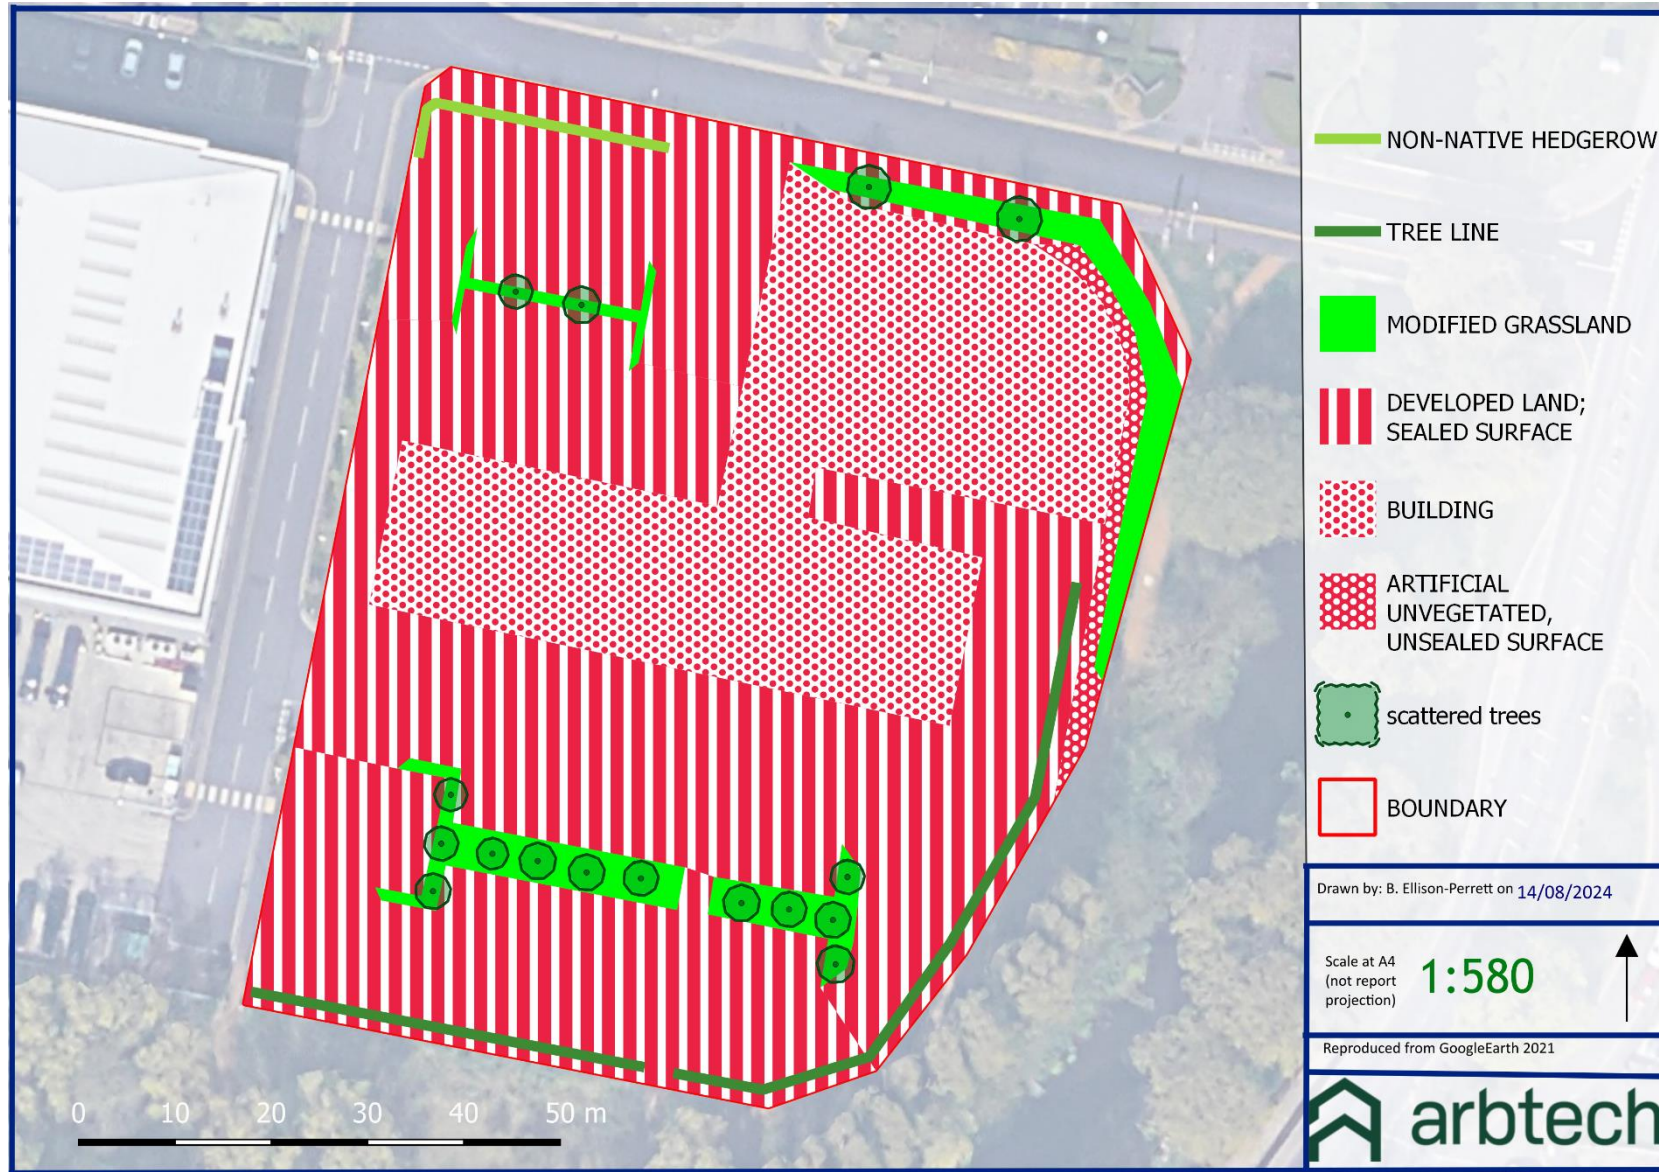 NON-NATIVE HEDGEROW
TREE LINE
MODIFIED GRASSLAND
DEVELOPED LAND;
SEALED SURFACE
BUILDING
ARTIFICIAL
UNVEGETATED,
UNSEALED SURFACE
scattered trees
BOUNDARY
Drawn by: B. Ellison-Perrett on 14/08/2024
Scale at A4
(not report
projection)
1:580
Reproduced from GoogleEarth 2021
arbtech
0 10 20 30 40 50 m